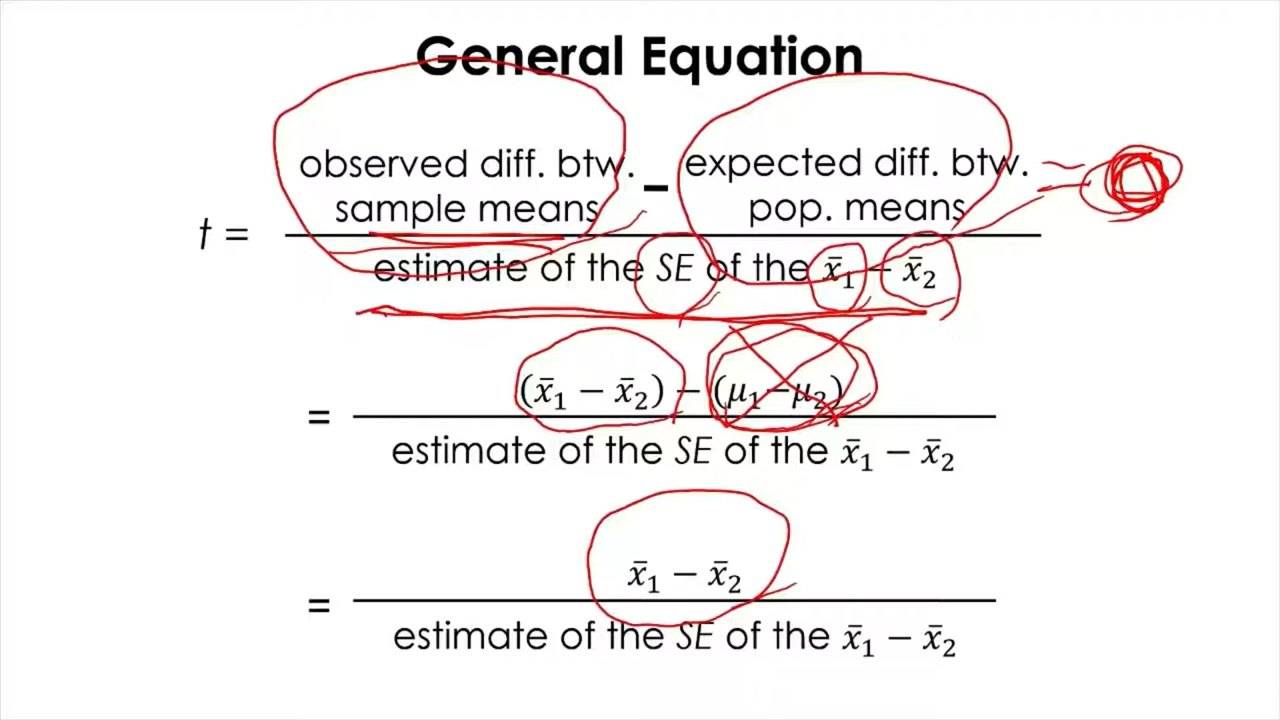 General Equation
observed diff. btw. - expected diff. btw.
sample means pop. means
t =
estimate of the SE of the x̄₁ − x̄₂
= (x̄₁ − x̄₂) − (μ₁−μ₂)
estimate of the SE of the x̄₁ − x̄₂
= x̄₁ − x̄₂
estimate of the SE of the x̄₁ − x̄₂